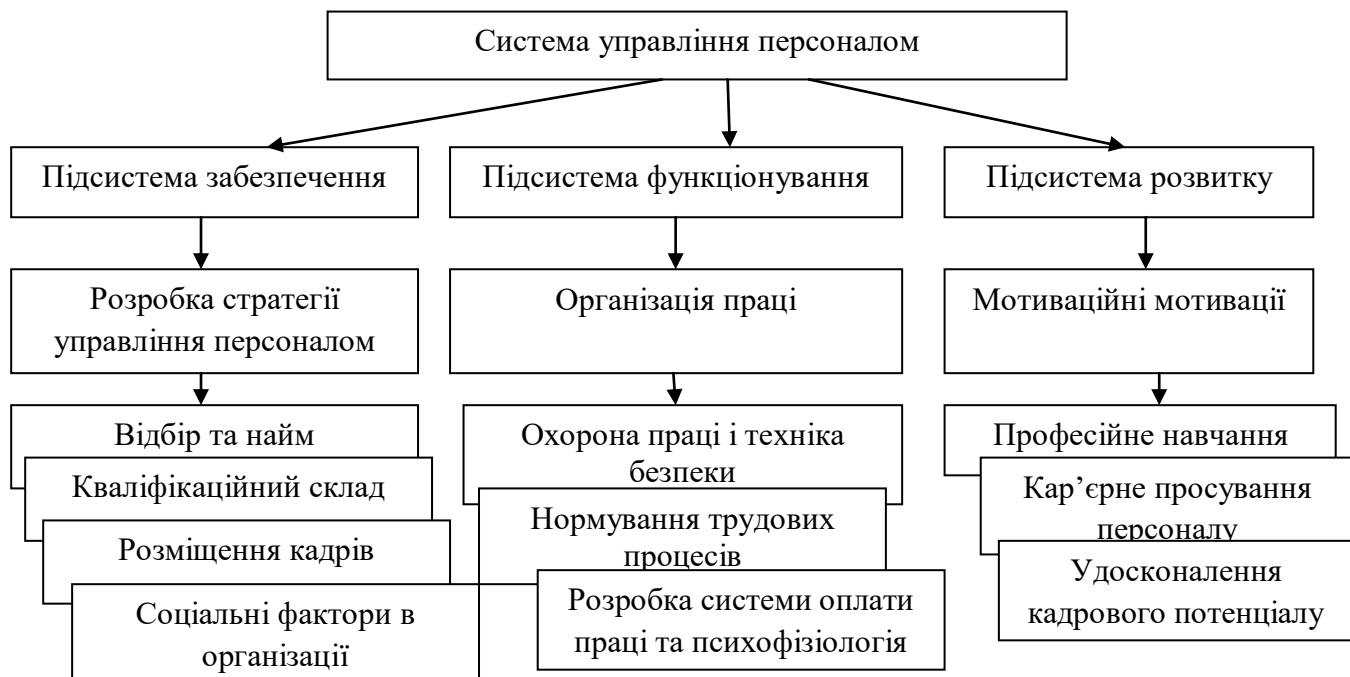 Система управління персоналом
Підсистема забезпечення
Підсистема функціонування
Підсистема розвитку
Розробка стратегії
управління персоналом
Організація праці
Мотиваційні мотивації
Відбір та найм
Кваліфікаційний склад
Розміщення кадрів
Соціальні фактори в
організації
Охорона праці і техніка
безпеки
Нормування трудових
процесів
Розробка системи оплати
праці та психофізіологія
Професійне навчання
Кар’єрне просування
персоналу
Удосконалення
кадрового потенціалу